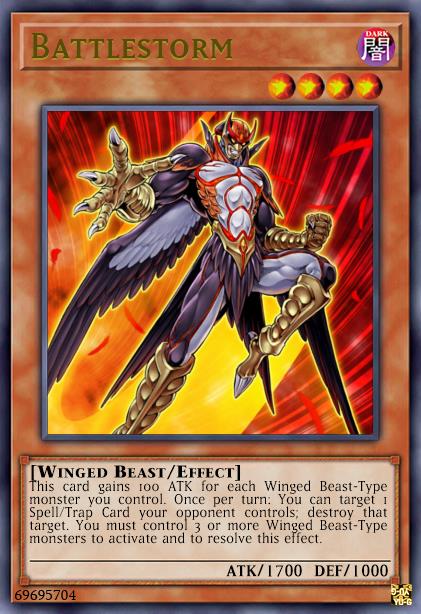 Battlestorm
DARK
闇
[Winged Beast/Effect]
This card gains 100 ATK for each Winged Beast-Type
monster you control. Once per turn: You can target 1
Spell/Trap Card your opponent controls; destroy that
target. You must control 3 or more Winged Beast-Type
monsters to activate and to resolve this effect.
ATK/1700 DEF/1000
69695704